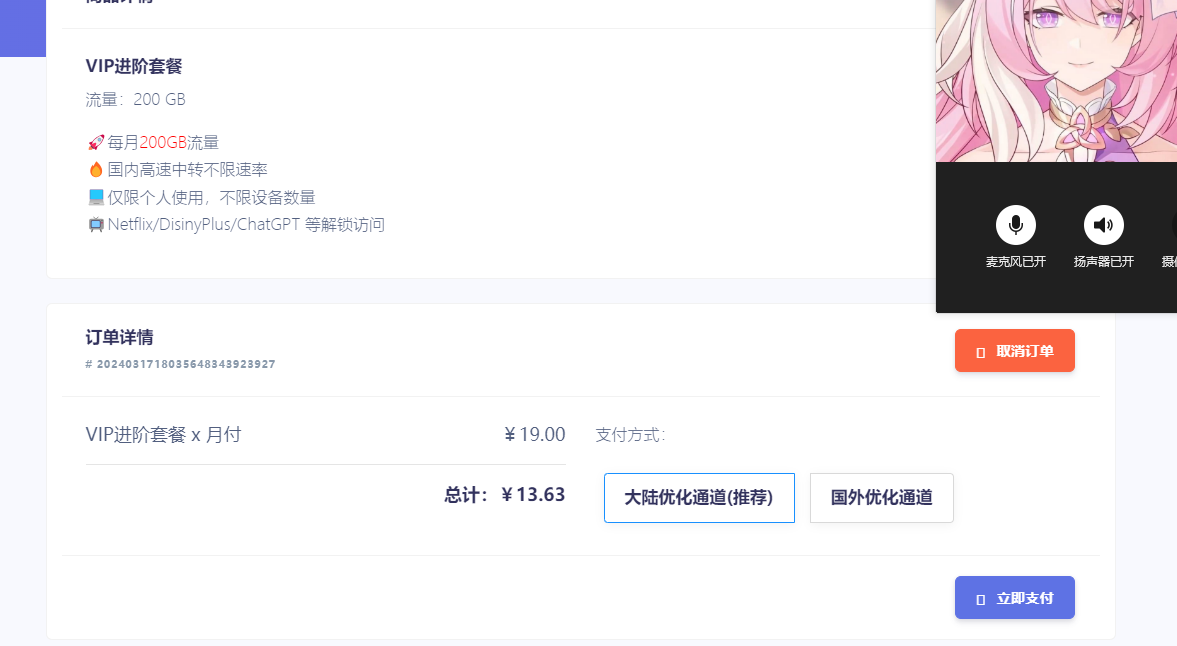 VIP进阶套餐
流量：200 GB
每月200GB流量
国内高速中转不限速率
仅限个人使用，不限设备数量
Netflix/DisinyPlus/ChatGPT 等解锁访问
麦克风已开
扬声器已开
订单详情
# 2024031718035648343923927
取消订单
VIP进阶套餐 x 月付
¥ 19.00
支付方式：
总计：¥ 13.63
大陆优化通道(推荐)
国外优化通道
立即支付